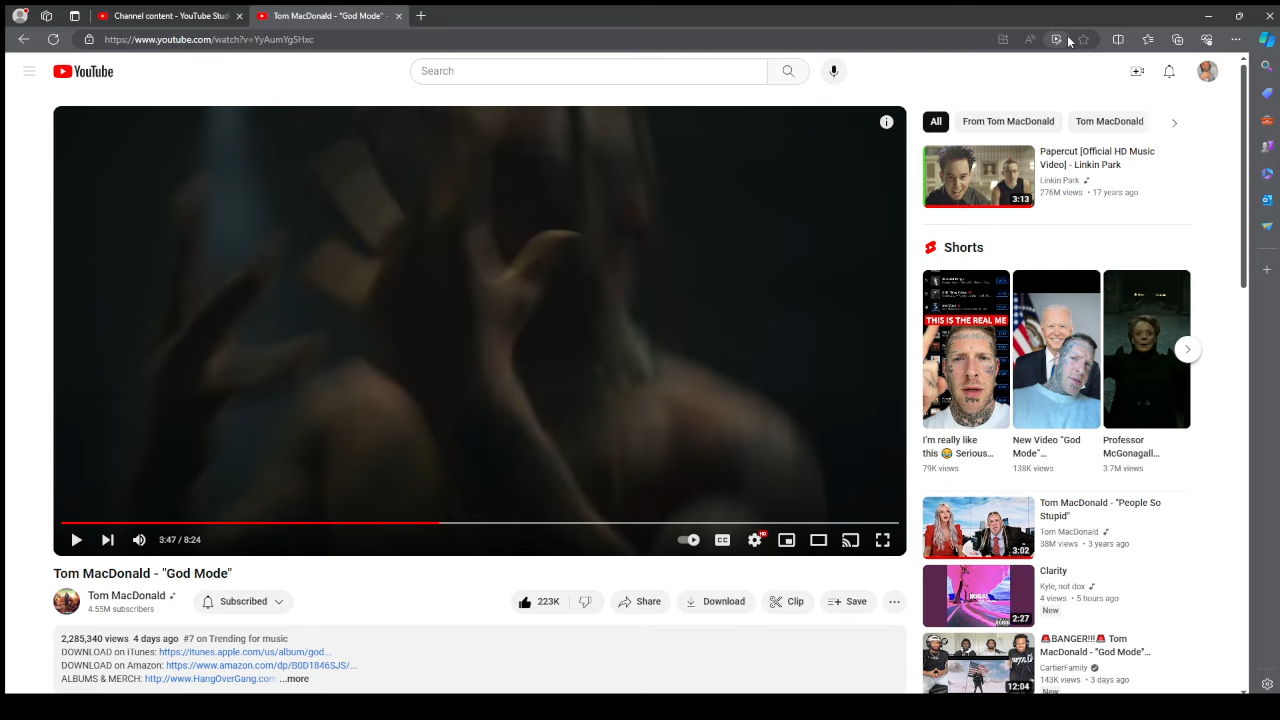 Channel content - YouTube Studi
Tom MacDonald - "God Mode" -
https://www.youtube.com/watch?v=YyAumYg5Hxc
YouTube
Search
All
From Tom MacDonald
Tom MacDonald
Papercut [Official HD Music
Video] - Linkin Park
Linkin Park
276M views • 17 years ago
3:13
Shorts
THIS IS THE REAL ME
I'm really like
this 😂 Serious...
79K views
New Video "God
Mode"...
138K views
Professor
McGonagall...
3.7M views
3:47 / 8:24
CC
HD
Tom MacDonald - "God Mode"
Tom MacDonald
4.55M subscribers
Subscribed
223K
Share
Download
Clip
Save
2,285,340 views 4 days ago #7 on Trending for music
DOWNLOAD on iTunes: https://itunes.apple.com/us/album/god...
DOWNLOAD on Amazon: https://www.amazon.com/dp/B0D1846SJS/...
ALBUMS & MERCH: http://www.HangOverGang.com ...more
Tom MacDonald - "People So
Stupid"
Tom MacDonald
38M views • 3 years ago
3:02
Clarity
Kyle, not dox
4 views • 5 hours ago
New
2:27
🚨BANGER!!!🚨 Tom
MacDonald - "God Mode"...
CartierFamily
143K views • 3 days ago
New
12:04